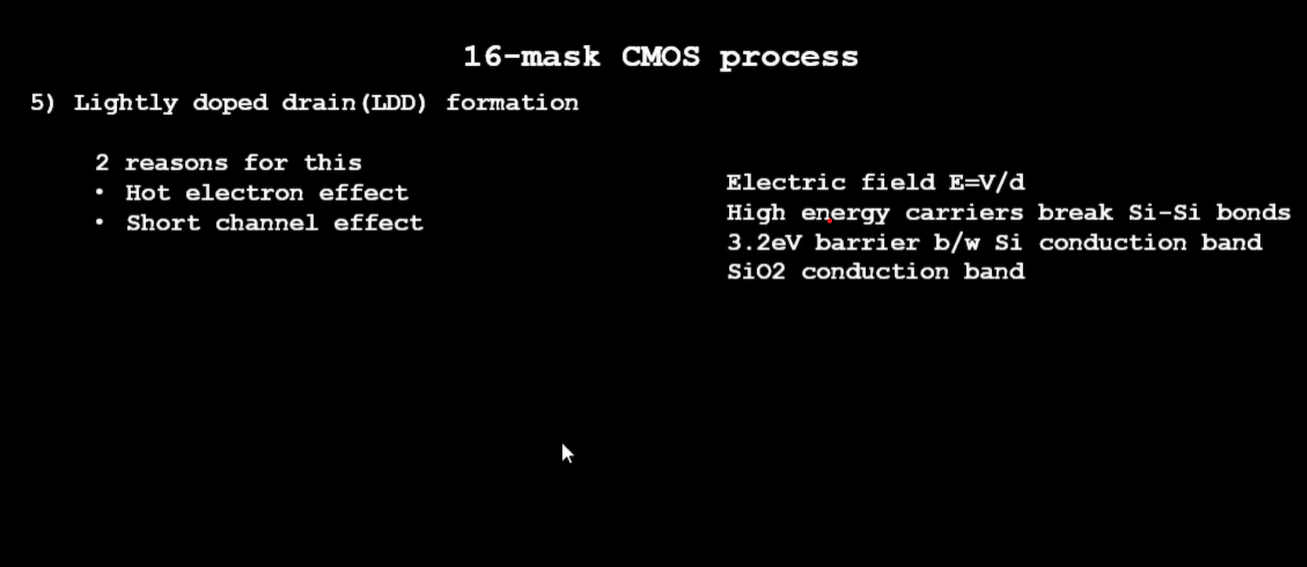 16-mask CMOS process
5) Lightly doped drain(LDD) formation
2 reasons for this
• Hot electron effect
• Short channel effect
Electric field E=V/d
High energy carriers break Si-Si bonds
3.2eV barrier b/w Si conduction band
SiO2 conduction band